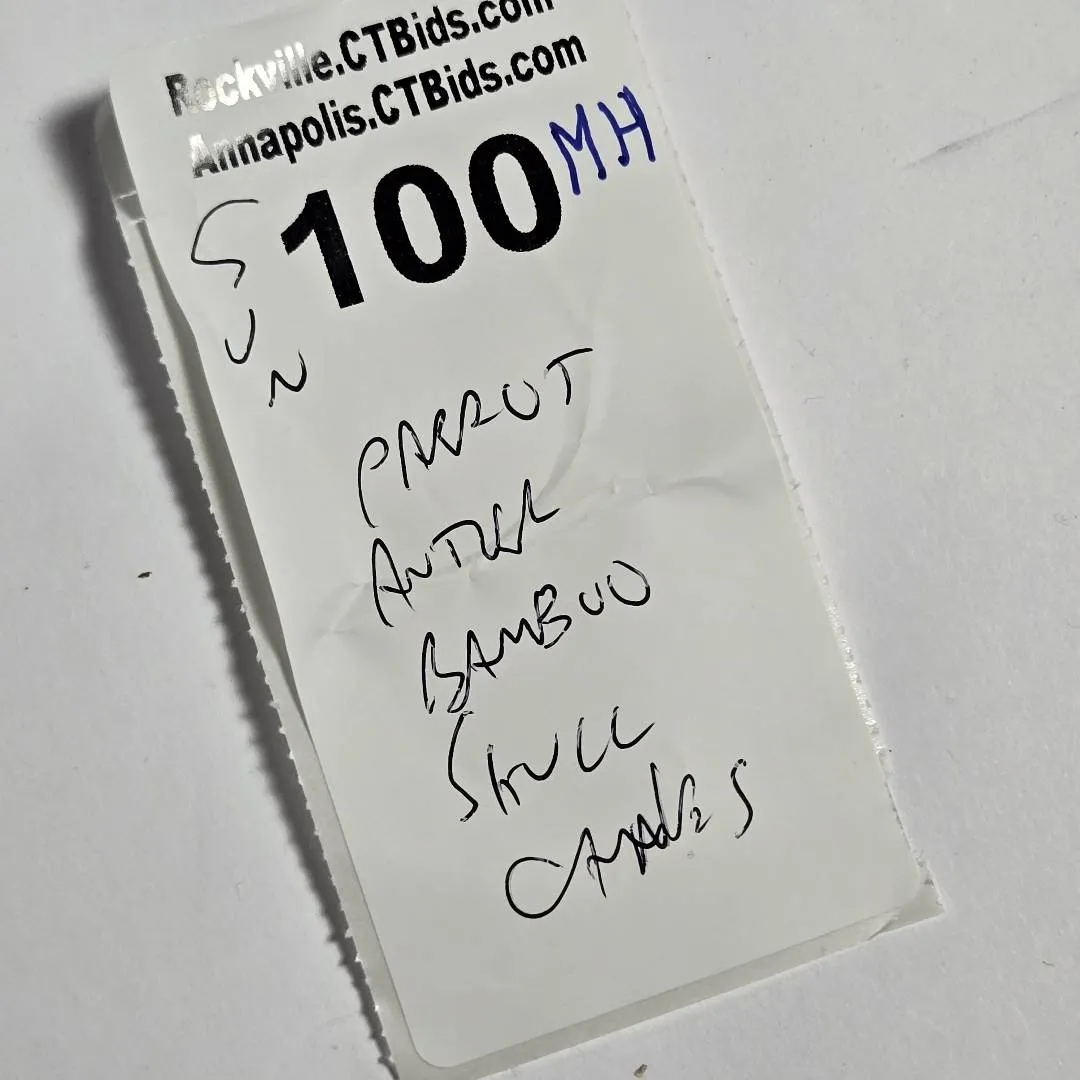 Rockville.CTBids.com
Annapolis.CTBids.com
100 MH
SUN
PARROT
ANTLER
BAMBOO
SKULL